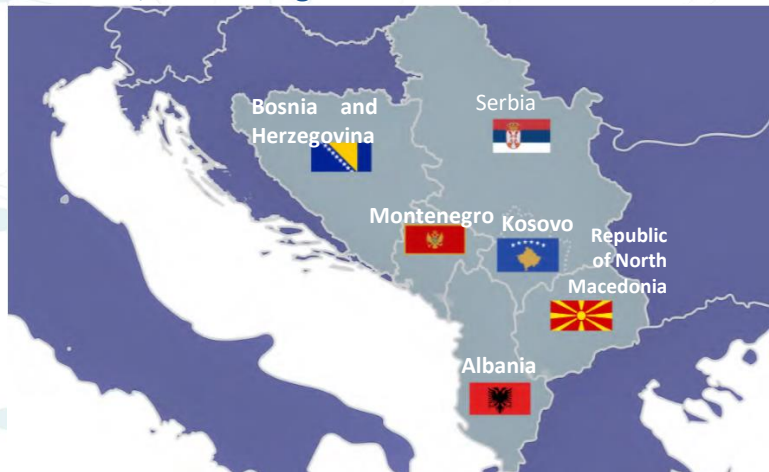 Bosnia and
Herzegovina
Serbia
Montenegro
Kosovo
Republic
of North
Macedonia
Albania